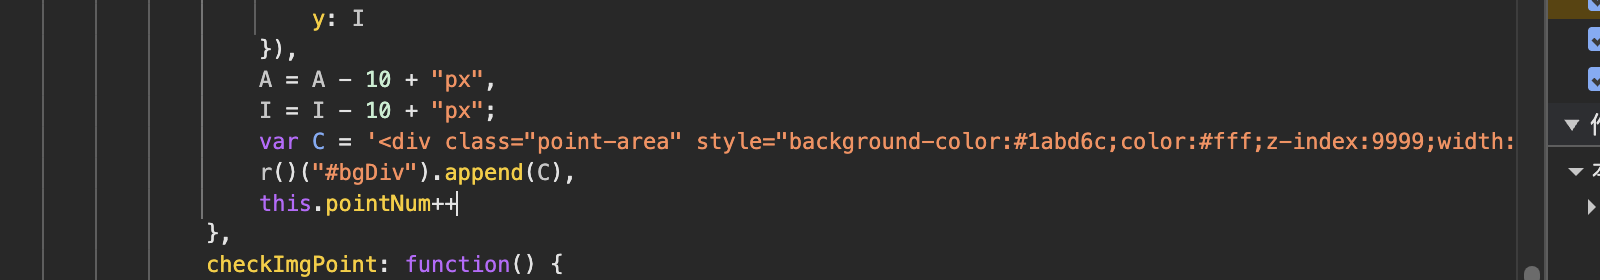 y: I
}),
A = A - 10 + "px",
I = I - 10 + "px";
var C = '<div class="point-area" style="background-color:#1abd6c;color:#fff;z-index:9999;width:
r()("#bgDiv").append(C),
this.pointNum++
},
checkImgPoint: function() {